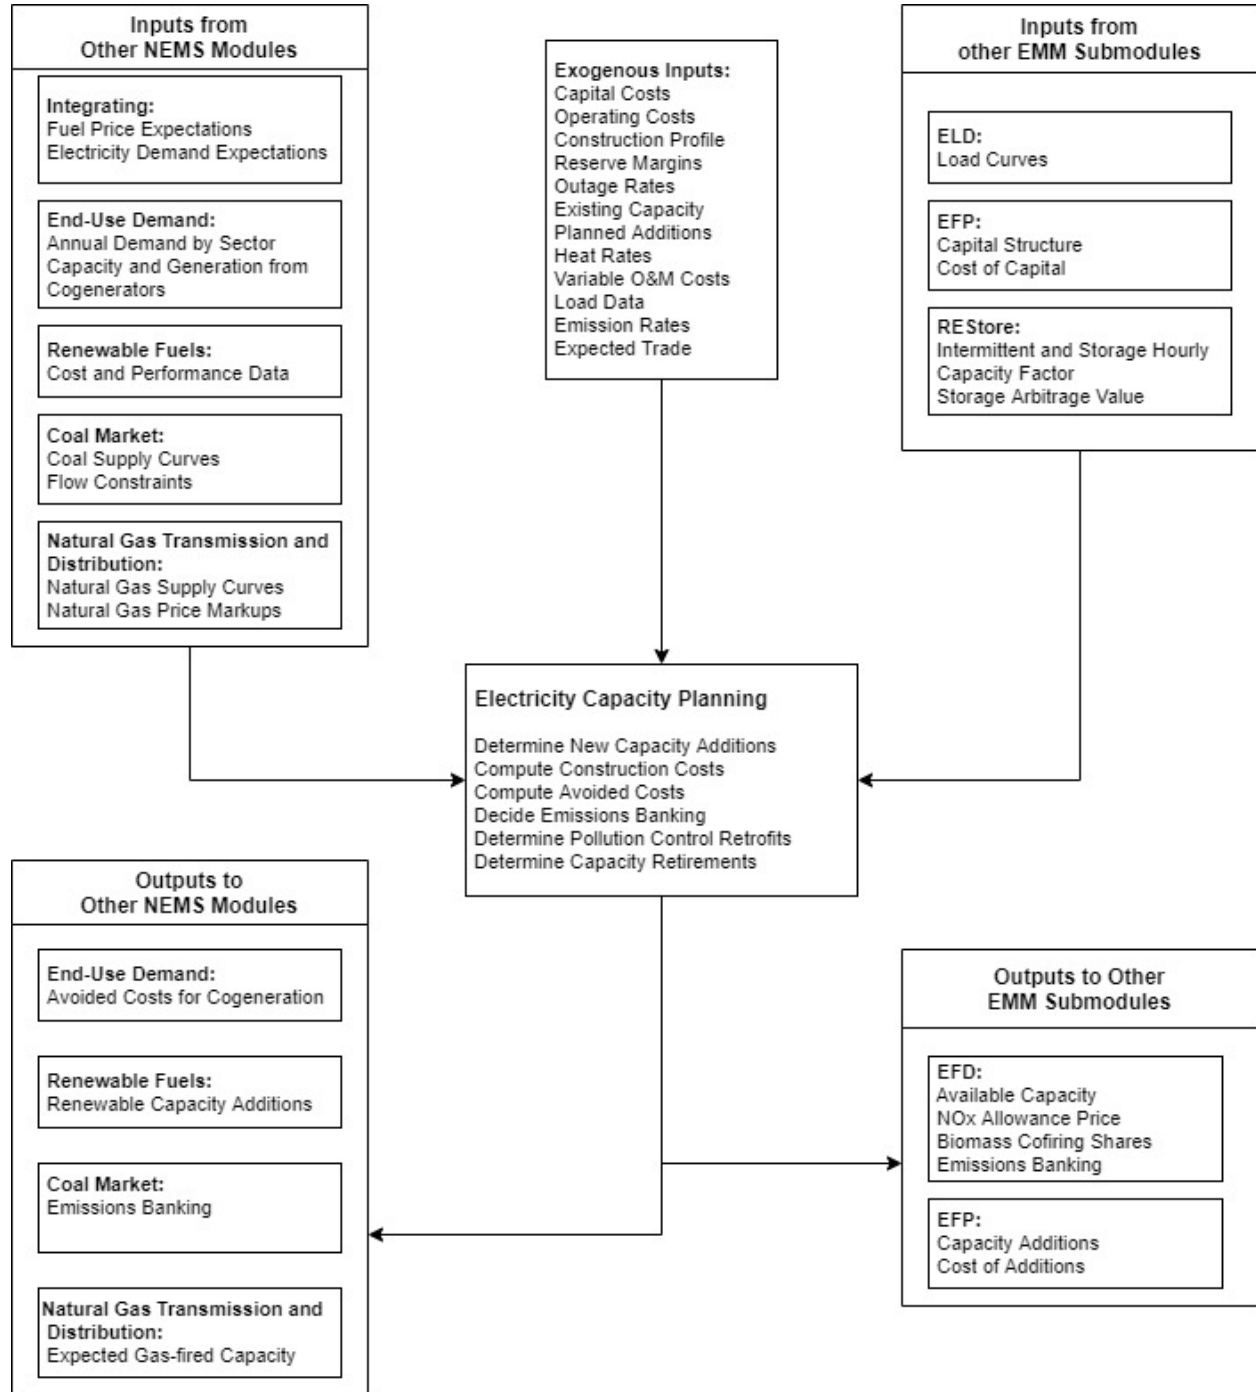 Inputs from
Other NEMS Modules
Integrating:
Fuel Price Expectations
Electricity Demand Expectations
End-Use Demand:
Annual Demand by Sector
Capacity and Generation from
Cogenerators
Renewable Fuels:
Cost and Performance Data
Coal Market:
Coal Supply Curves
Flow Constraints
Natural Gas Transmission and
Distribution:
Natural Gas Supply Curves
Natural Gas Price Markups
Exogenous Inputs:
Capital Costs
Operating Costs
Construction Profile
Reserve Margins
Outage Rates
Existing Capacity
Planned Additions
Heat Rates
Variable O&M Costs
Load Data
Emission Rates
Expected Trade
Inputs from
other EMM Submodules
ELD:
Load Curves
EFP:
Capital Structure
Cost of Capital
REStore:
Intermittent and Storage Hourly
Capacity Factor
Storage Arbitrage Value
Electricity Capacity Planning
Determine New Capacity Additions
Compute Construction Costs
Compute Avoided Costs
Decide Emissions Banking
Determine Pollution Control Retrofits
Determine Capacity Retirements
Outputs to
Other NEMS Modules
End-Use Demand:
Avoided Costs for Cogeneration
Renewable Fuels:
Renewable Capacity Additions
Coal Market:
Emissions Banking
Natural Gas Transmission and
Distribution:
Expected Gas-fired Capacity
Outputs to Other
EMM Submodules
EFD:
Available Capacity
NOx Allowance Price
Biomass Cofiring Shares
Emissions Banking
EFP:
Capacity Additions
Cost of Additions